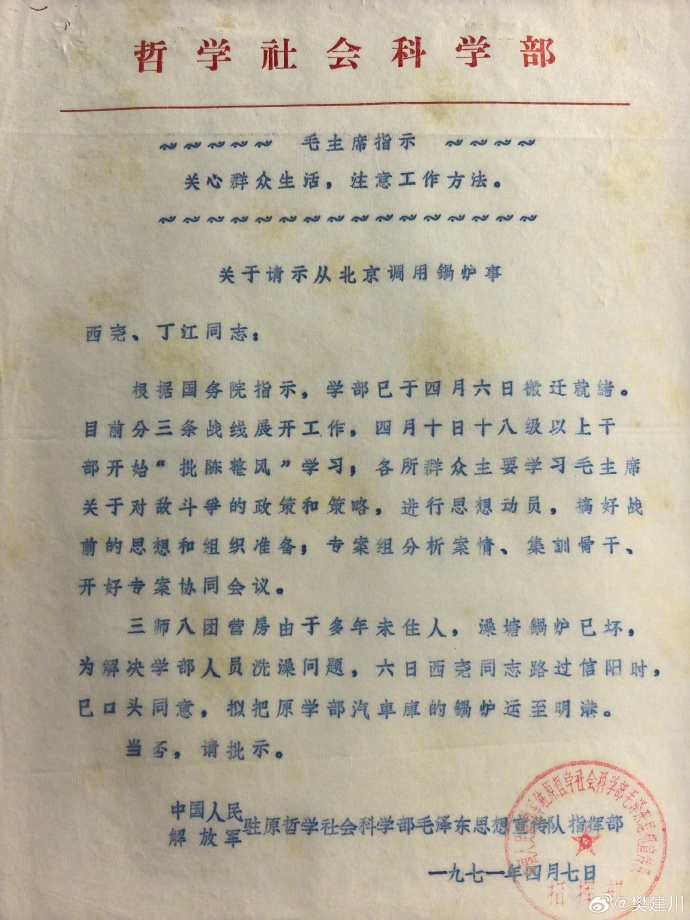 哲学社会科学部
毛主席指示
关心群众生活，注意工作方法。
关于请示从北京调用鍋炉事
西尧、丁江同志：
根据国务院指示，学部已于四月六日搬迁就绪。
目前分三条战线展开工作，四月十日十八级以上干
部开始“批陈整风”学习；各所群众主要学习毛主席
关于对敌斗爭的政策和策略，进行思想动员，搞好战
前的思想和组织准备；专案组分析案情、集訓骨干、
开好专案协同会议。
三师八团营房由于多年未住人，澡塘鍋炉已坏，
为解决学部人员洗澡问题，六日西尧同志路过信阳时，
已口头同意，拟把原学部汽車庫的鍋炉运至明港。
当否，请批示。
中国人民
解放军
驻原哲学社会科学部毛泽东思想宣传队指挥部
一九七一年四月七日
指挥部
@樊建川